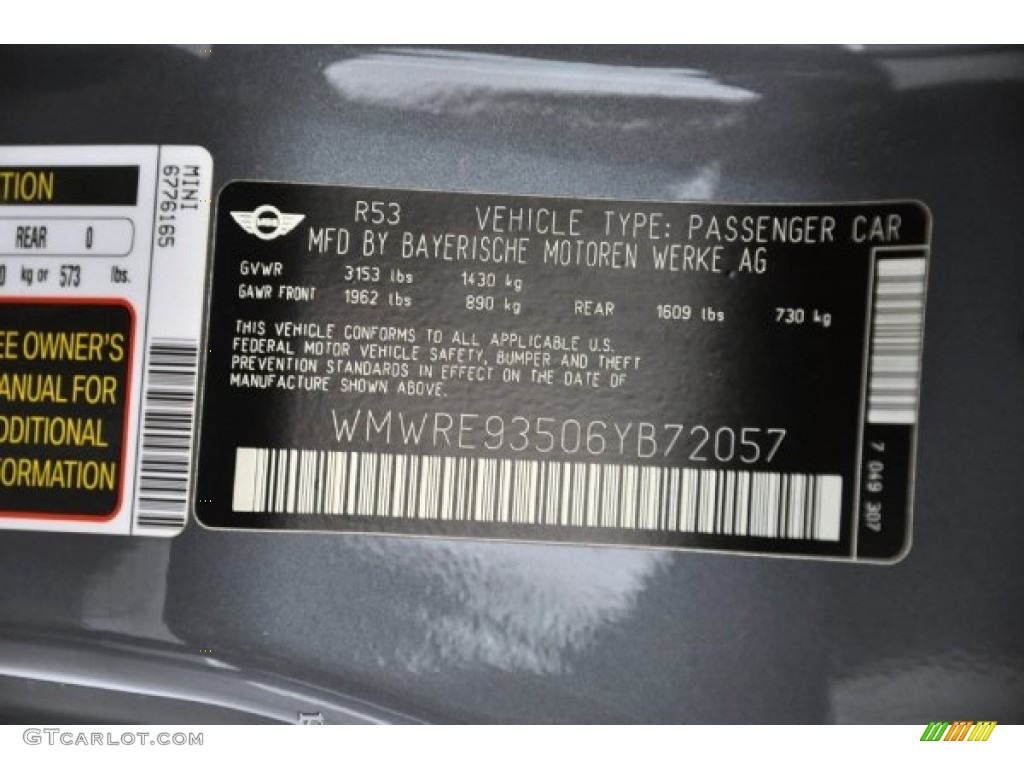 TION
REAR 0
0 kg or 573 lbs.
EE OWNER'S
MANUAL FOR
DDITIONAL
FORMATION
MINI
6776165
R53 VEHICLE TYPE: PASSENGER CAR
MFD BY BAYERISCHE MOTOREN WERKE AG
GVWR 3153 lbs 1430 kg
GAWR FRONT 1962 lbs 890 kg REAR 1609 lbs 730 kg
THIS VEHICLE CONFORMS TO ALL APPLICABLE U.S.
FEDERAL MOTOR VEHICLE SAFETY, BUMPER AND THEFT
PREVENTION STANDARDS IN EFFECT ON THE DATE OF
MANUFACTURE SHOWN ABOVE.
WMWRE93506YB72057
7 049 307
GTCARLOT.COM